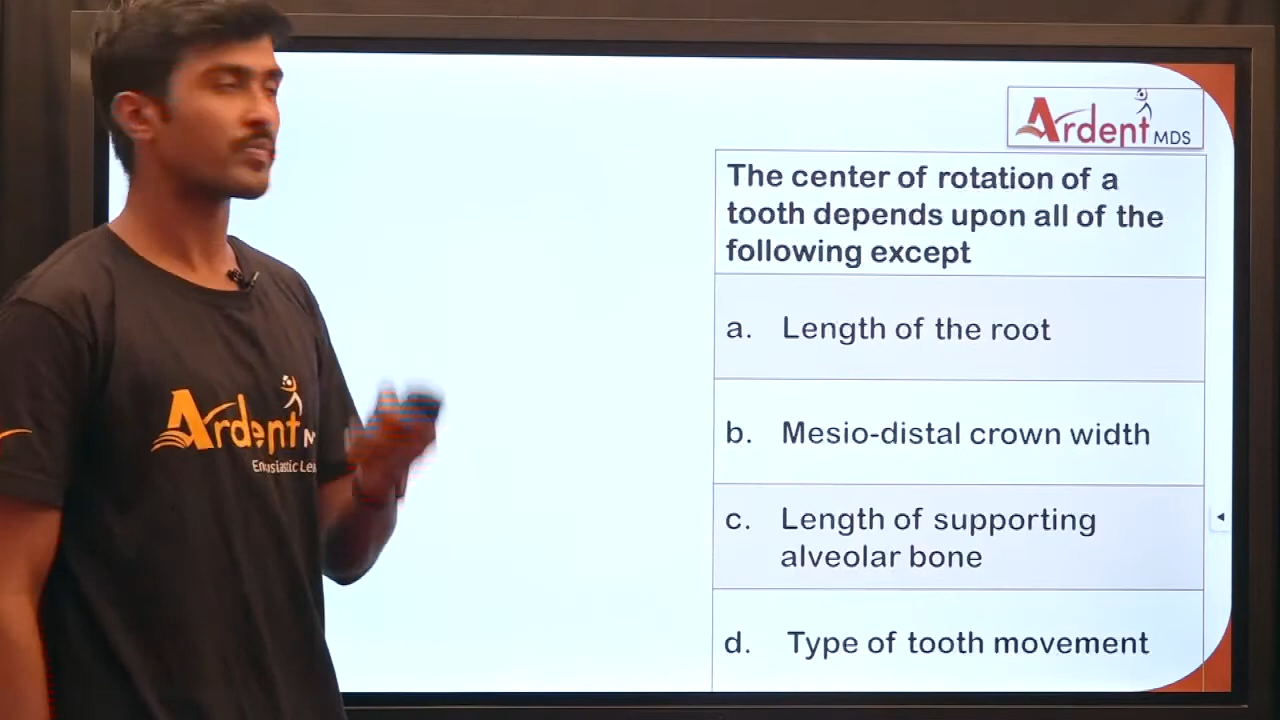 Ardent MDS
The center of rotation of a
tooth depends upon all of the
following except
a. Length of the root
b. Mesio-distal crown width
c. Length of supporting
alveolar bone
d. Type of tooth movement
Ardent